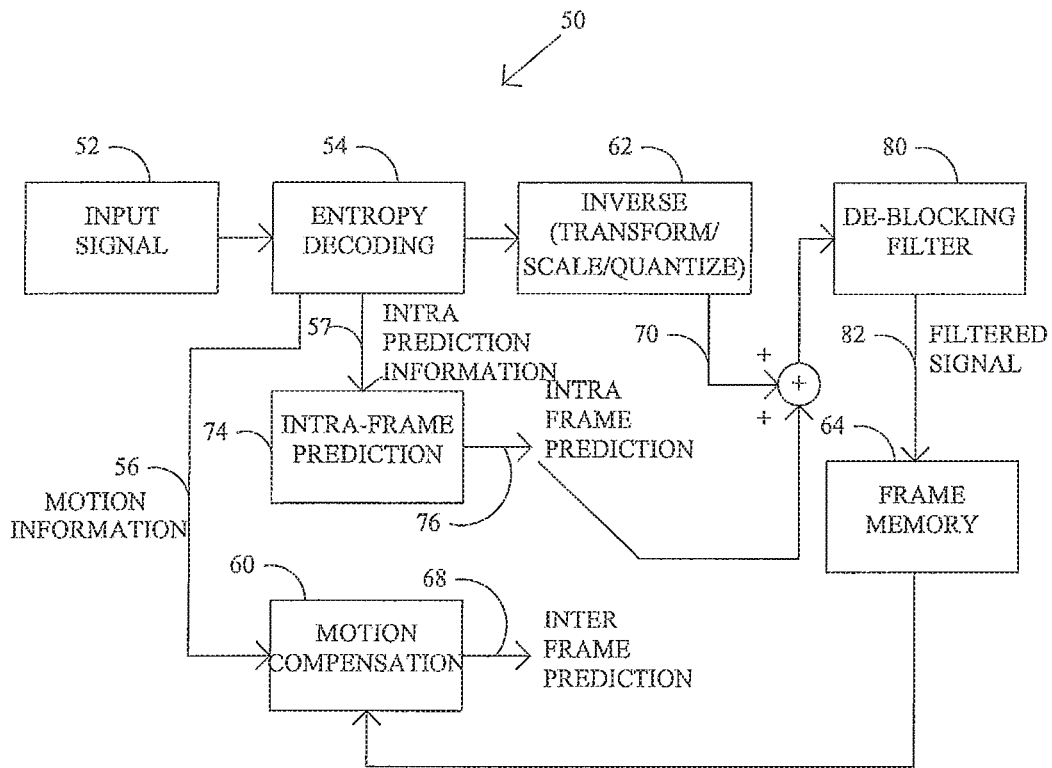 50
52
54
62
80
INPUT
SIGNAL
ENTROPY
DECODING
INVERSE
(TRANSFORM/
SCALE/QUANTIZE)
DE-BLOCKING
FILTER
57
INTRA
PREDICTION
INFORMATION
70
+
+
+
82
FILTERED
SIGNAL
74
INTRA-FRAME
PREDICTION
76
INTRA
FRAME
PREDICTION
64
FRAME
MEMORY
56
MOTION
INFORMATION
60
MOTION
COMPENSATION
68
INTER
FRAME
PREDICTION